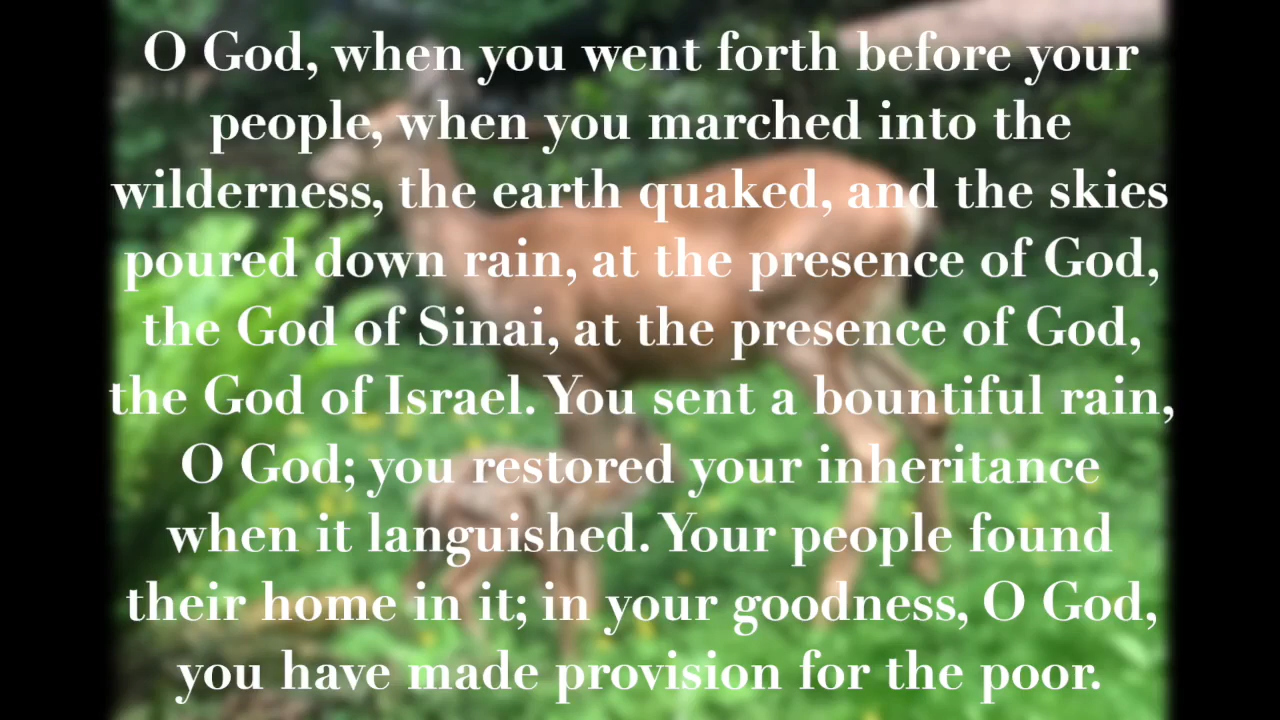 O God, when you went forth before your
people, when you marched into the
wilderness, the earth quaked, and the skies
poured down rain, at the presence of God,
the God of Sinai, at the presence of God,
the God of Israel. You sent a bountiful rain,
O God; you restored your inheritance
when it languished. Your people found
their home in it; in your goodness, O God,
you have made provision for the poor.